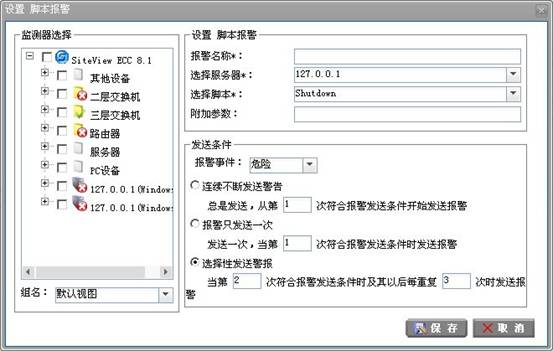 设置 脚本报警
监测器选择
SiteView ECC 8.1
其他设备
二层交换机
三层交换机
路由器
服务器
PC设备
127.0.0.1(Window
127.0.0.1(Window
组名: 默认视图
设置 脚本报警
报警名称*:
选择服务器*: 127.0.0.1
选择脚本*: Shutdown
附加参数:
发送条件
报警事件: 危险
连续不断发送警告
总是发送,从第 1 次符合报警发送条件开始发送报警
报警只发送一次
发送一次,当第 1 次符合报警发送条件时发送报警
选择性发送警报
当第 2 次符合报警发送条件时及其以后每重复 3 次时发送报
警
保存 取消